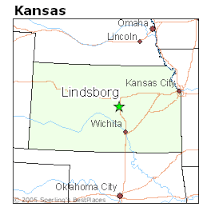 Kansas
Omaha
Lincoln
Kansas City
Lindsborg
Wichita
Oklahoma City
© 2005 Sperling's BestPlaces